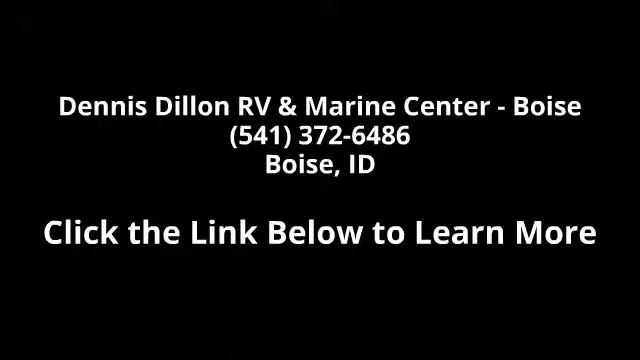 Dennis Dillon RV & Marine Center - Boise
(541) 372-6486
Boise, ID
Click the Link Below to Learn More